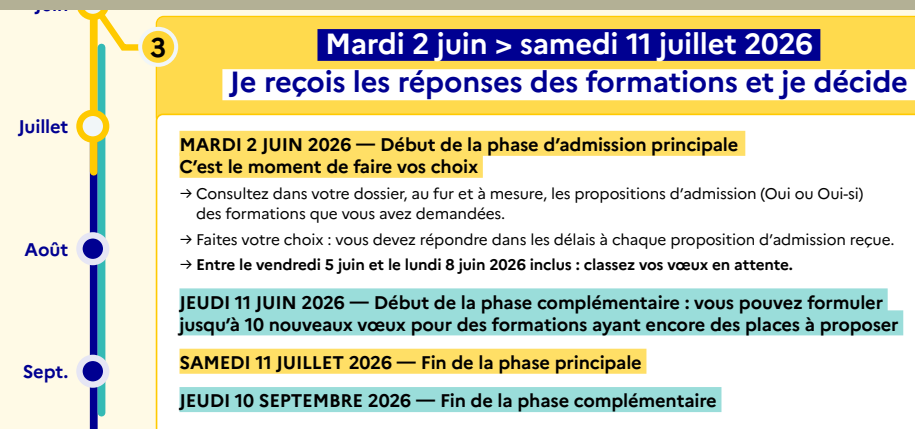 3
Mardi 2 juin > samedi 11 juillet 2026
Je reçois les réponses des formations et je décide
Juillet
MARDI 2 JUIN 2026 — Début de la phase d’admission principale
C’est le moment de faire vos choix
→ Consultez dans votre dossier, au fur et à mesure, les propositions d’admission (Oui ou Oui-si)
des formations que vous avez demandées.
→ Faites votre choix : vous devez répondre dans les délais à chaque proposition d’admission reçue.
Août
→ Entre le vendredi 5 juin et le lundi 8 juin 2026 inclus : classez vos vœux en attente.
JEUDI 11 JUIN 2026 — Début de la phase complémentaire : vous pouvez formuler
jusqu’à 10 nouveaux vœux pour des formations ayant encore des places à proposer
SAMEDI 11 JUILLET 2026 — Fin de la phase principale
Sept.
JEUDI 10 SEPTEMBRE 2026 — Fin de la phase complémentaire